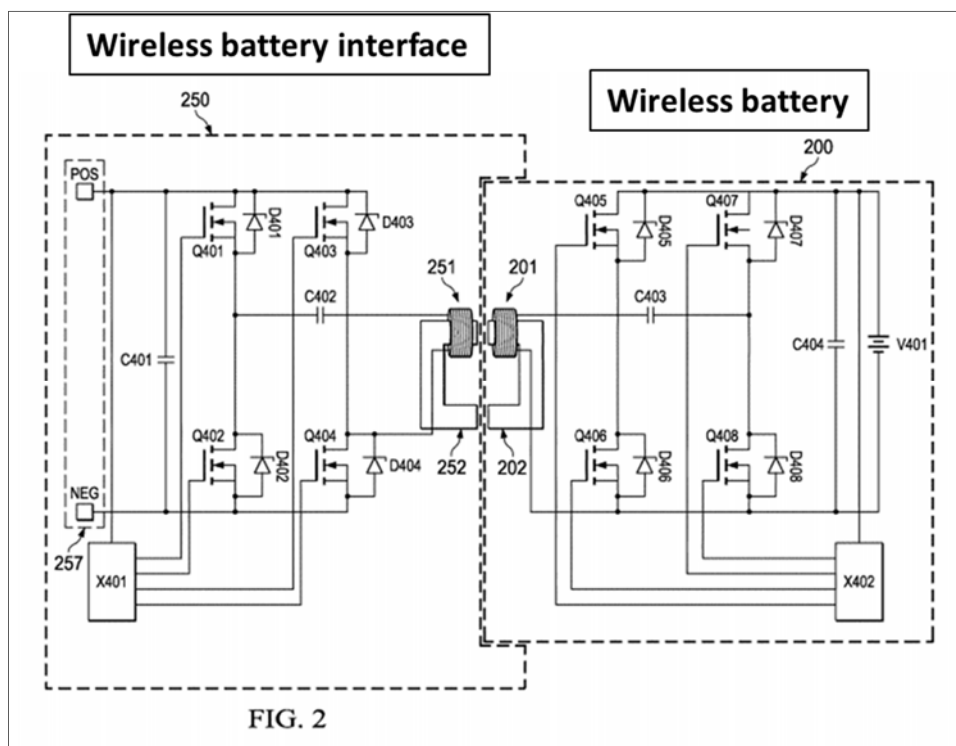 Wireless battery interface
Wireless battery
250
200
POS
Q401
D401
Q403
D403
Q405
D405
Q407
D407
251
201
C402
C403
C401
C404
V401
Q402
D402
Q404
D404
252
202
Q406
D406
Q408
D408
NEG
257
X401
X402
FIG. 2